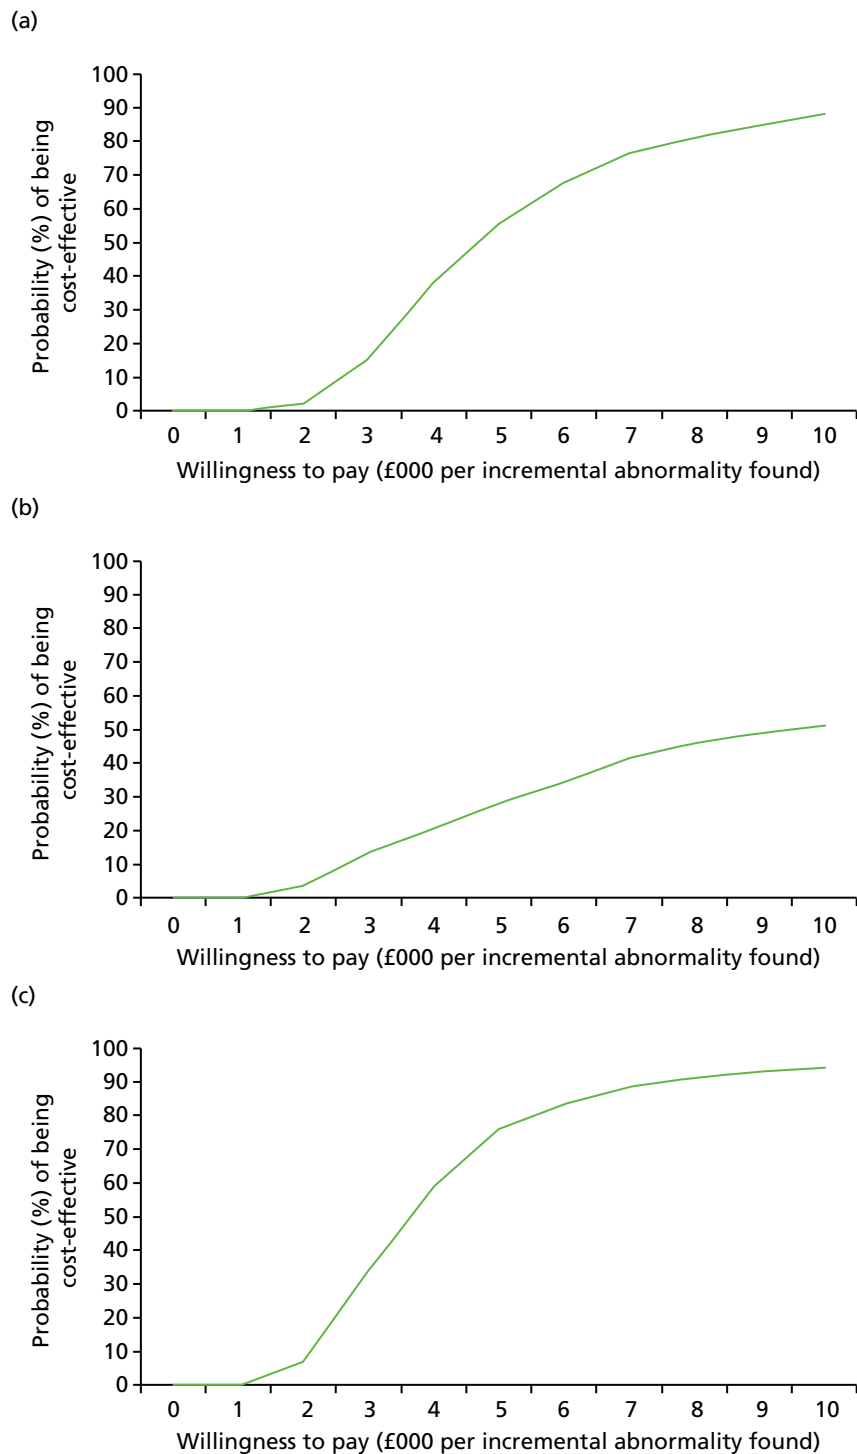 (a)
100
90
80
70
60
50
40
30
20
10
0
Probability (%) of being
cost-effective
0 1 2 3 4 5 6 7 8 9 10
Willingness to pay (£000 per incremental abnormality found)
(b)
100
90
80
70
60
50
40
30
20
10
0
Probability (%) of being
cost-effective
0 1 2 3 4 5 6 7 8 9 10
Willingness to pay (£000 per incremental abnormality found)
(c)
100
90
80
70
60
50
40
30
20
10
0
Probability (%) of being
cost-effective
0 1 2 3 4 5 6 7 8 9 10
Willingness to pay (£000 per incremental abnormality found)